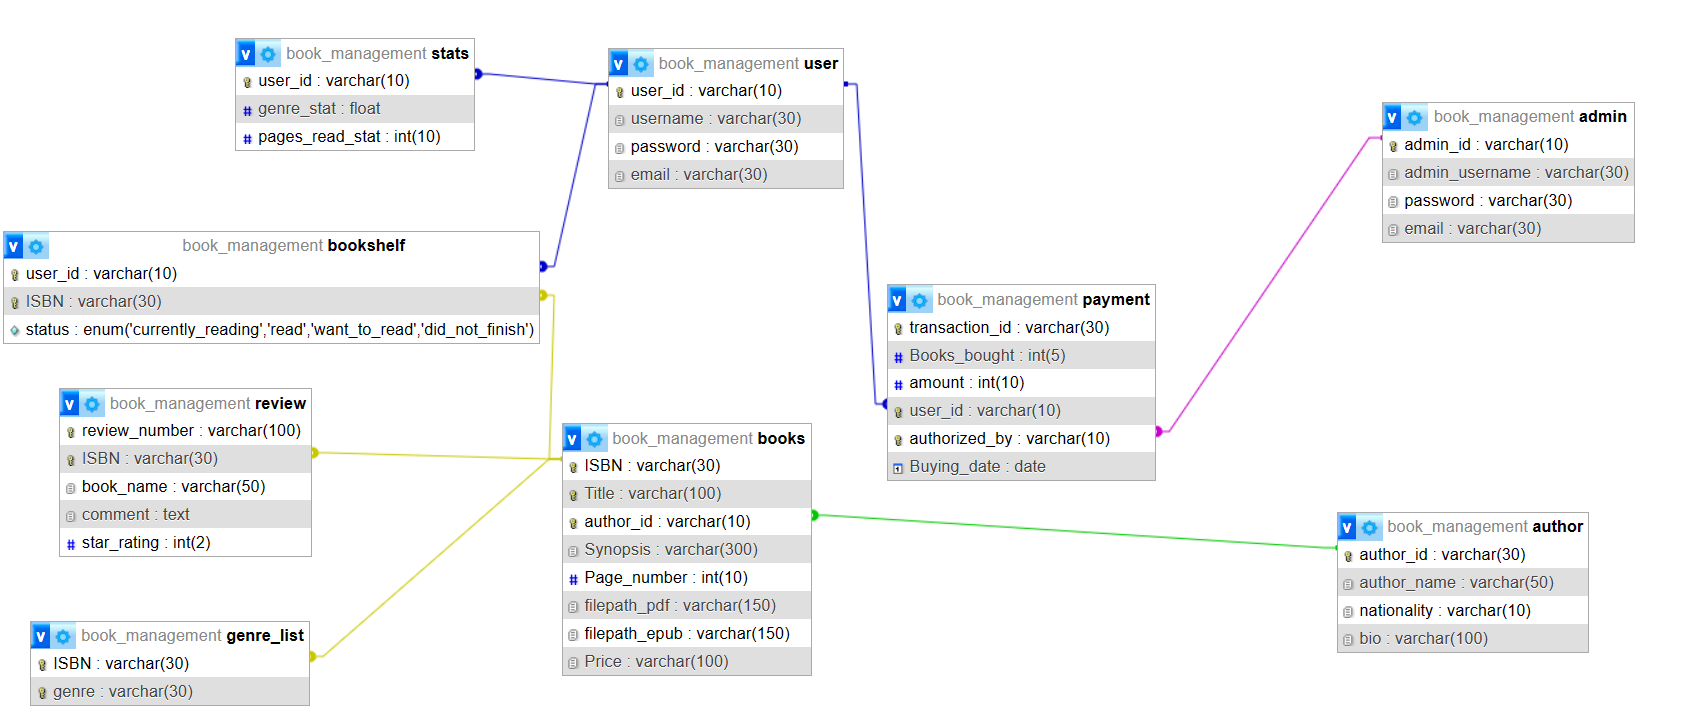 book_management stats
user_id : varchar(10)
genre_stat : float
pages_read_stat : int(10)
book_management user
user_id : varchar(10)
username : varchar(30)
password : varchar(30)
email : varchar(30)
book_management admin
admin_id : varchar(10)
admin_username : varchar(30)
password : varchar(30)
email : varchar(30)
book_management bookshelf
user_id : varchar(10)
ISBN : varchar(30)
status : enum('currently_reading','read','want_to_read','did_not_finish')
book_management payment
transaction_id : varchar(30)
Books_bought : int(5)
amount : int(10)
user_id : varchar(10)
authorized_by : varchar(10)
Buying_date : date
book_management review
review_number : varchar(100)
ISBN : varchar(30)
book_name : varchar(50)
comment : text
star_rating : int(2)
book_management books
ISBN : varchar(30)
Title : varchar(100)
author_id : varchar(10)
Synopsis : varchar(300)
Page_number : int(10)
filepath_pdf : varchar(150)
filepath_epub : varchar(150)
Price : varchar(100)
book_management author
author_id : varchar(30)
author_name : varchar(50)
nationality : varchar(10)
bio : varchar(100)
book_management genre_list
ISBN : varchar(30)
genre : varchar(30)